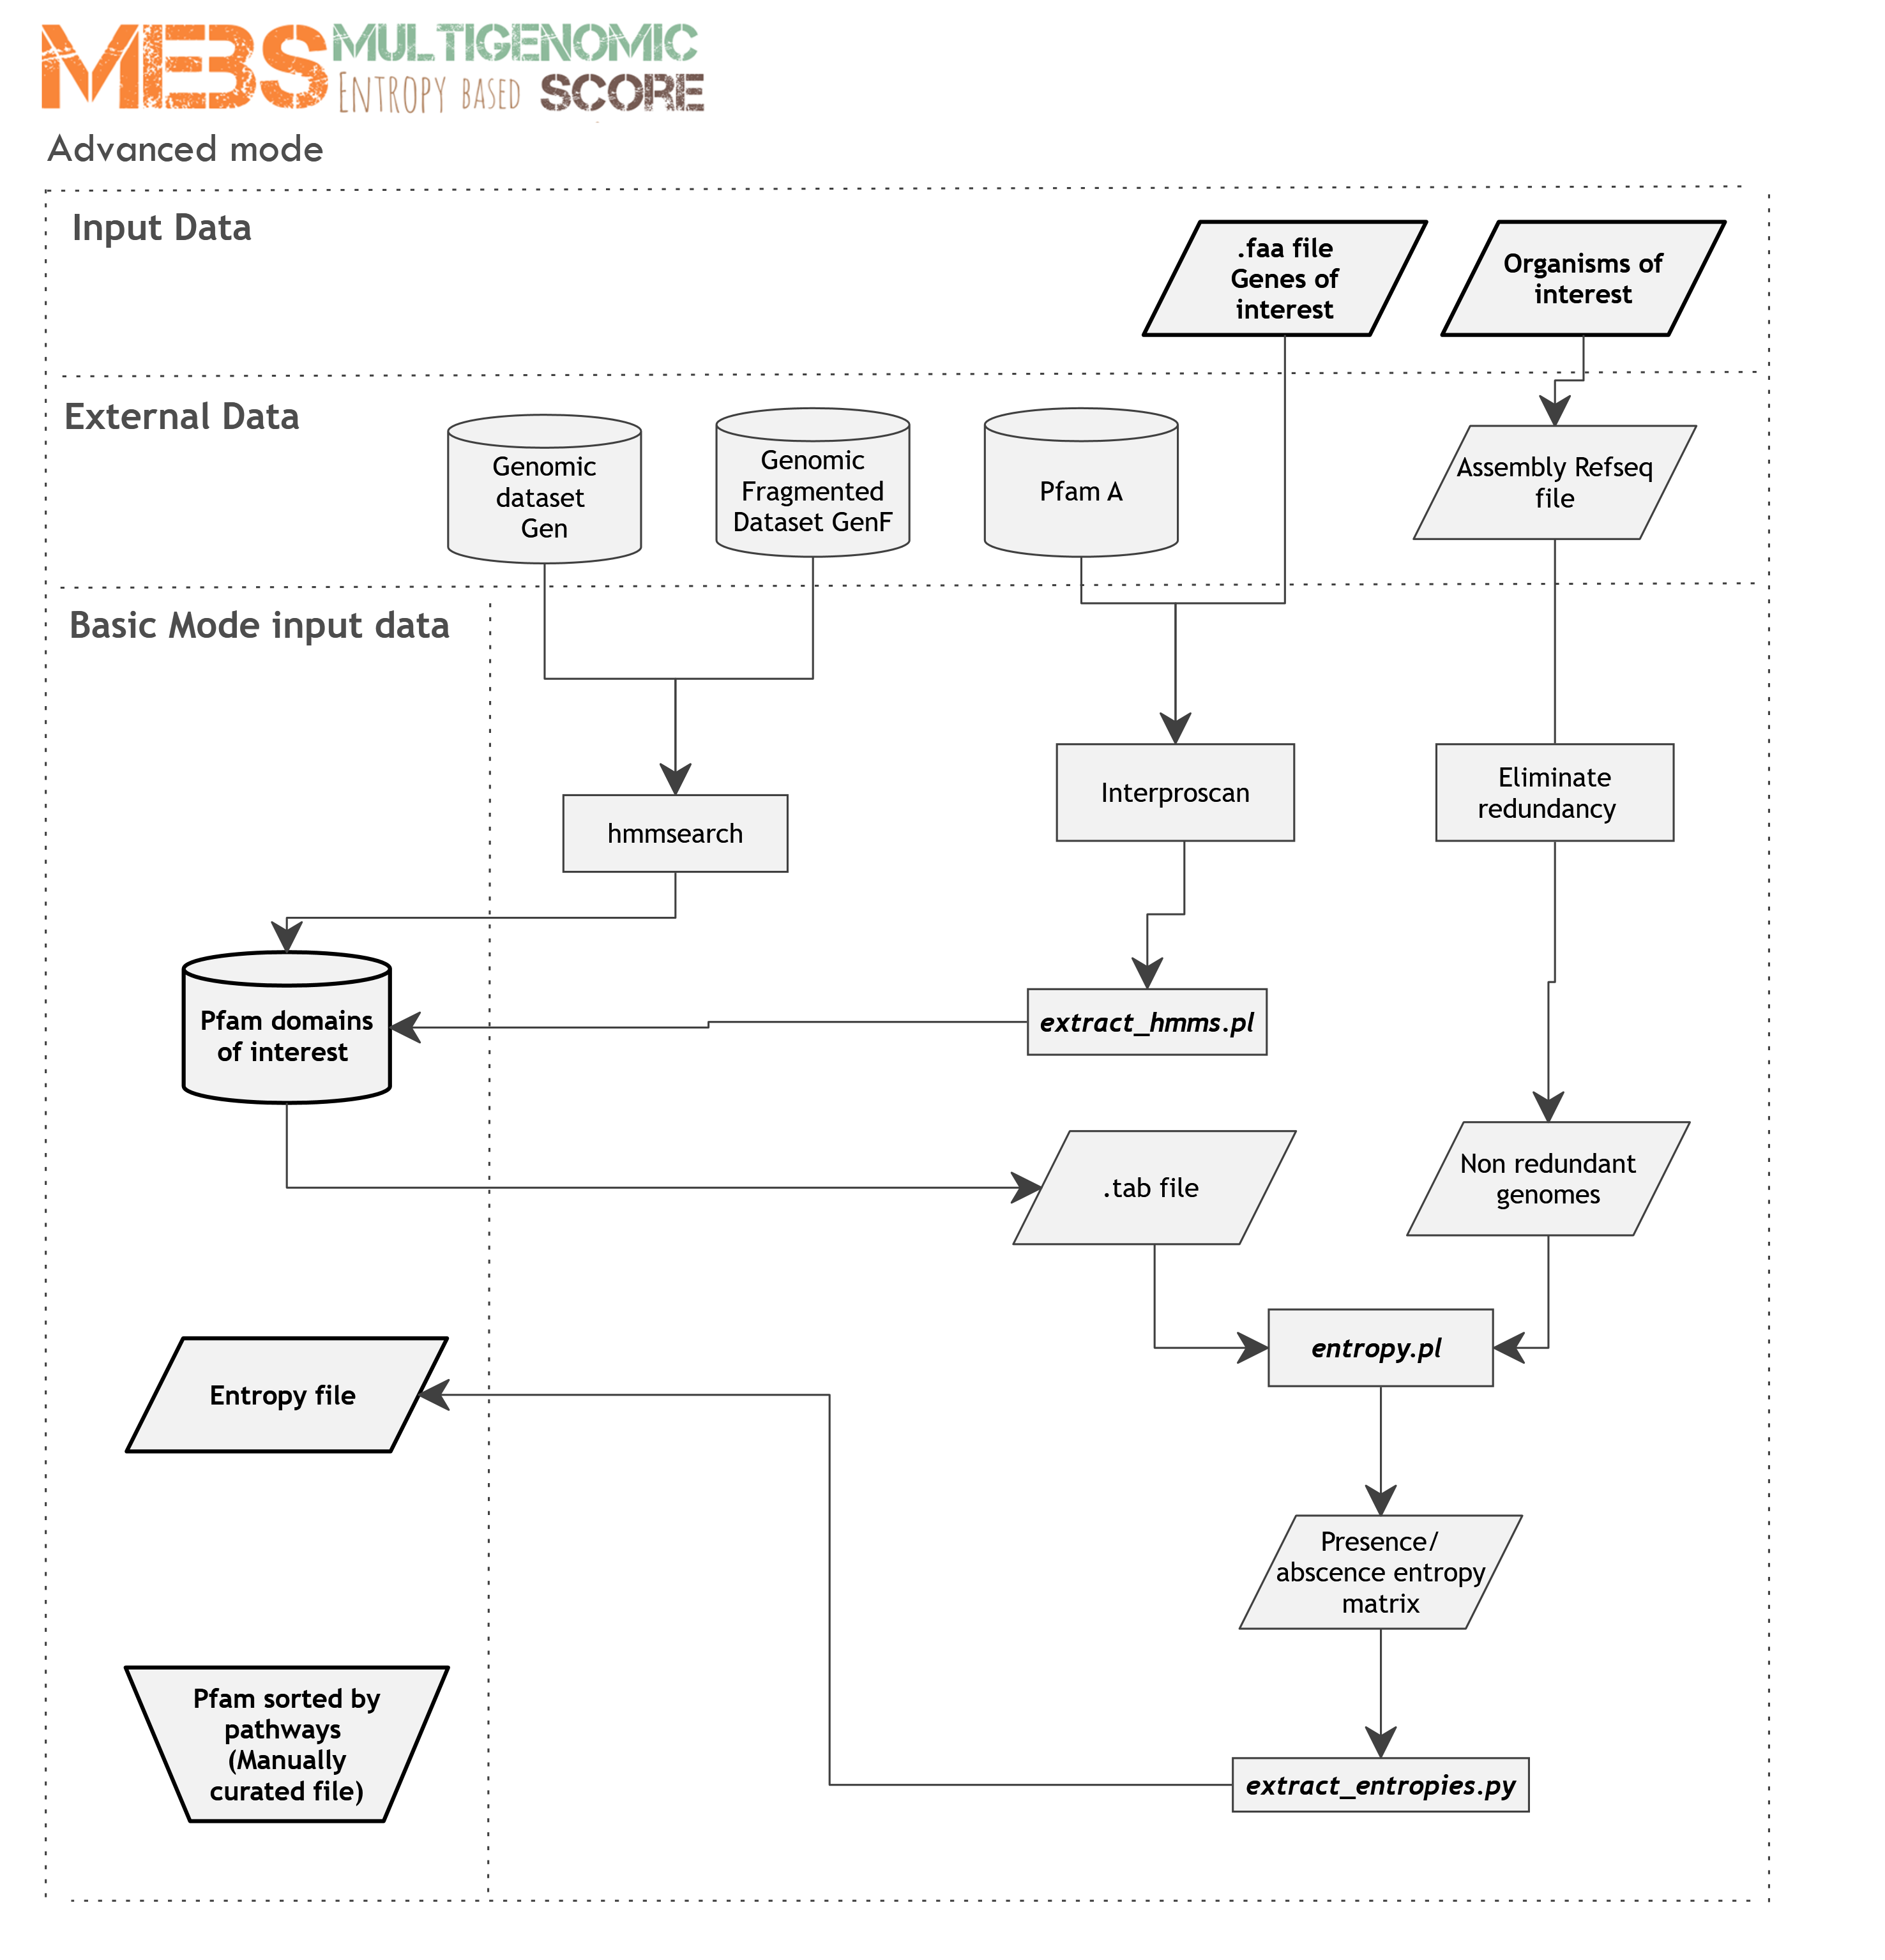 MEBS MULTIGENOMIC
ENTROPY BASED SCORE
Advanced mode
Input Data
.faa file
Genes of
interest
Organisms of
interest
External Data
Genomic
dataset
Gen
Genomic
Fragmented
Dataset GenF
Pfam A
Assembly Refseq
file
Basic Mode input data
hmmsearch
Interproscan
Eliminate
redundancy
Pfam domains
of interest
extract_hmms.pl
.tab file
Non redundant
genomes
entropy.pl
Entropy file
Presence/
abscence entropy
matrix
Pfam sorted by
pathways
(Manually
curated file)
extract_entropies.py